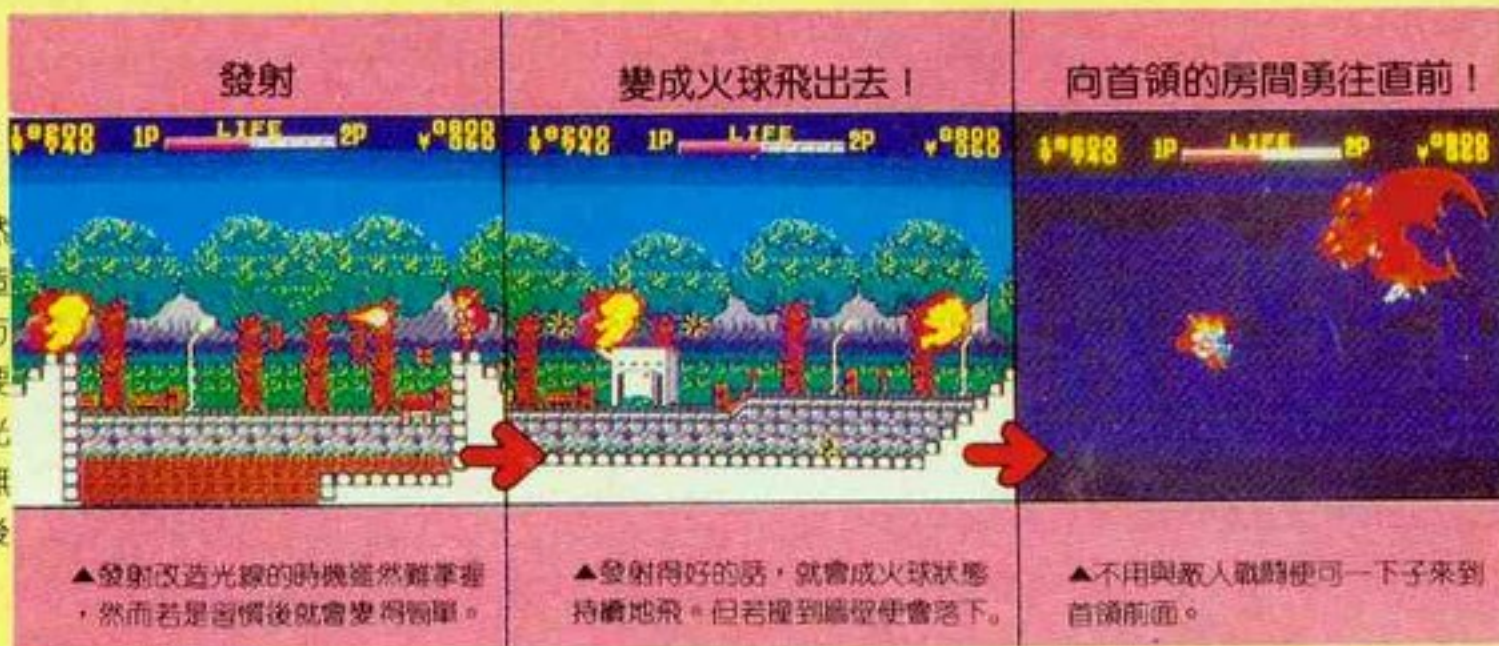 發射
變成火球飛出去！
向首領的房間勇往直前！
1P LIFE 2P
1P LIFE 2P
1P LIFE 2P
▲發射改造光線的時機雖然難掌握
，然而若是習慣後就會變得簡單。
▲發射得好的話，就會成火球狀態
持續地飛。但若撞到牆壁便會落下。
▲不用與敵人戰鬪便可一下子來到
首領前面。